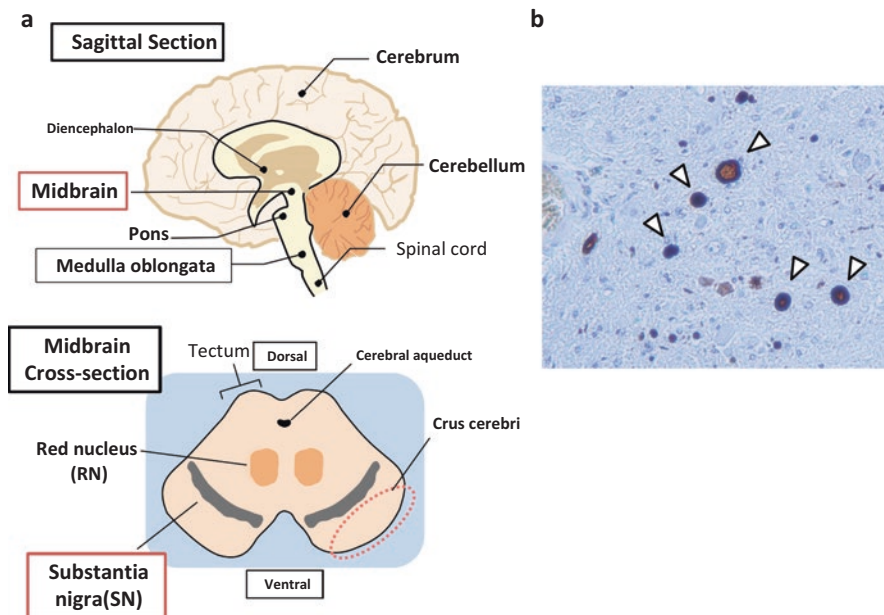 a
Sagittal Section
Cerebrum
Diencephalon
Cerebellum
Midbrain
Pons
Spinal cord
Medulla oblongata
b
Midbrain
Cross-section
Tectum
Dorsal
Cerebral aqueduct
Crus cerebri
Red nucleus
(RN)
Substantia
nigra(SN)
Ventral